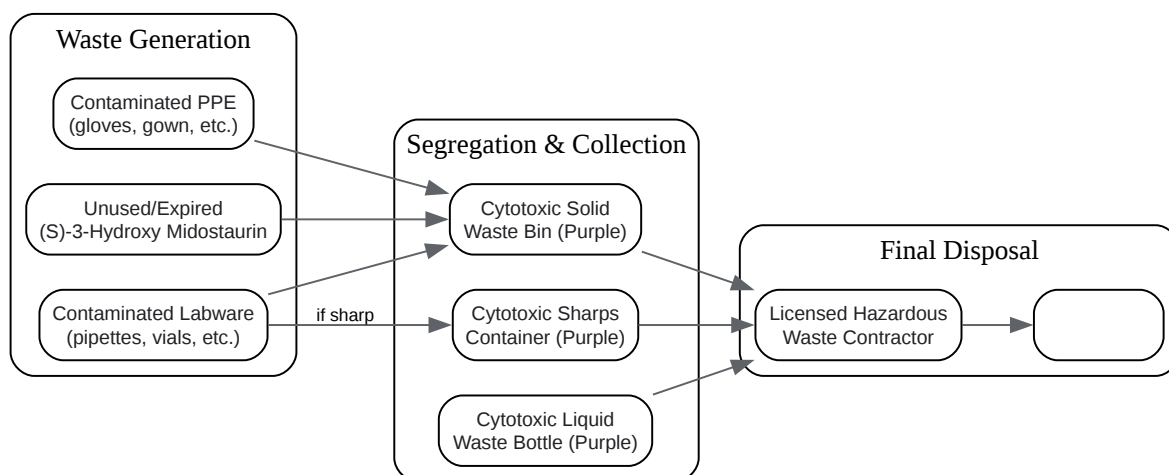 Waste Generation
Contaminated PPE
(gloves, gown, etc.)
Unused/Expired
(S)-3-Hydroxy Midostaurin
Contaminated Labware
(pipettes, vials, etc.)
if sharp
Segregation & Collection
Cytotoxic Solid
Waste Bin (Purple)
Cytotoxic Sharps
Container (Purple)
Cytotoxic Liquid
Waste Bottle (Purple)
Final Disposal
Licensed Hazardous
Waste Contractor